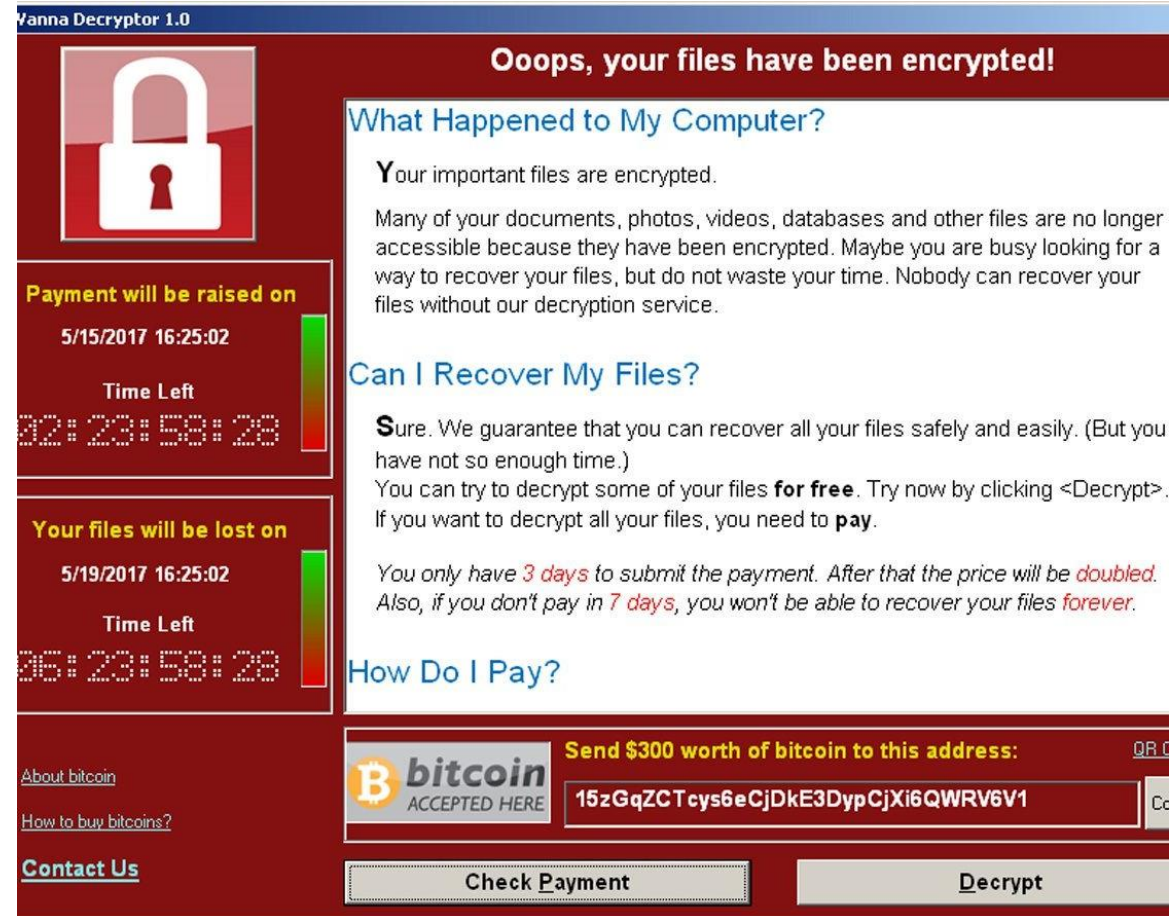 Wanna Decryptor 1.0
Ooops, your files have been encrypted!
Payment will be raised on
5/15/2017 16:25:02
Time Left
02:23:58:28
Your files will be lost on
5/19/2017 16:25:02
Time Left
06:23:58:28
About bitcoin
How to buy bitcoins?
Contact Us
What Happened to My Computer?
Your important files are encrypted.
Many of your documents, photos, videos, databases and other files are no longer
accessible because they have been encrypted. Maybe you are busy looking for a
way to recover your files, but do not waste your time. Nobody can recover your
files without our decryption service.
Can I Recover My Files?
Sure. We guarantee that you can recover all your files safely and easily. (But you
have not so enough time.)
You can try to decrypt some of your files for free. Try now by clicking <Decrypt>.
If you want to decrypt all your files, you need to pay.
You only have 3 days to submit the payment. After that the price will be doubled.
Also, if you don't pay in 7 days, you won't be able to recover your files forever.
How Do I Pay?
bitcoin
ACCEPTED HERE
Send $300 worth of bitcoin to this address:
QR
15zGqZCTcys6eCjDkE3DypCjXi6QWRV6V1
Check Payment
Decrypt